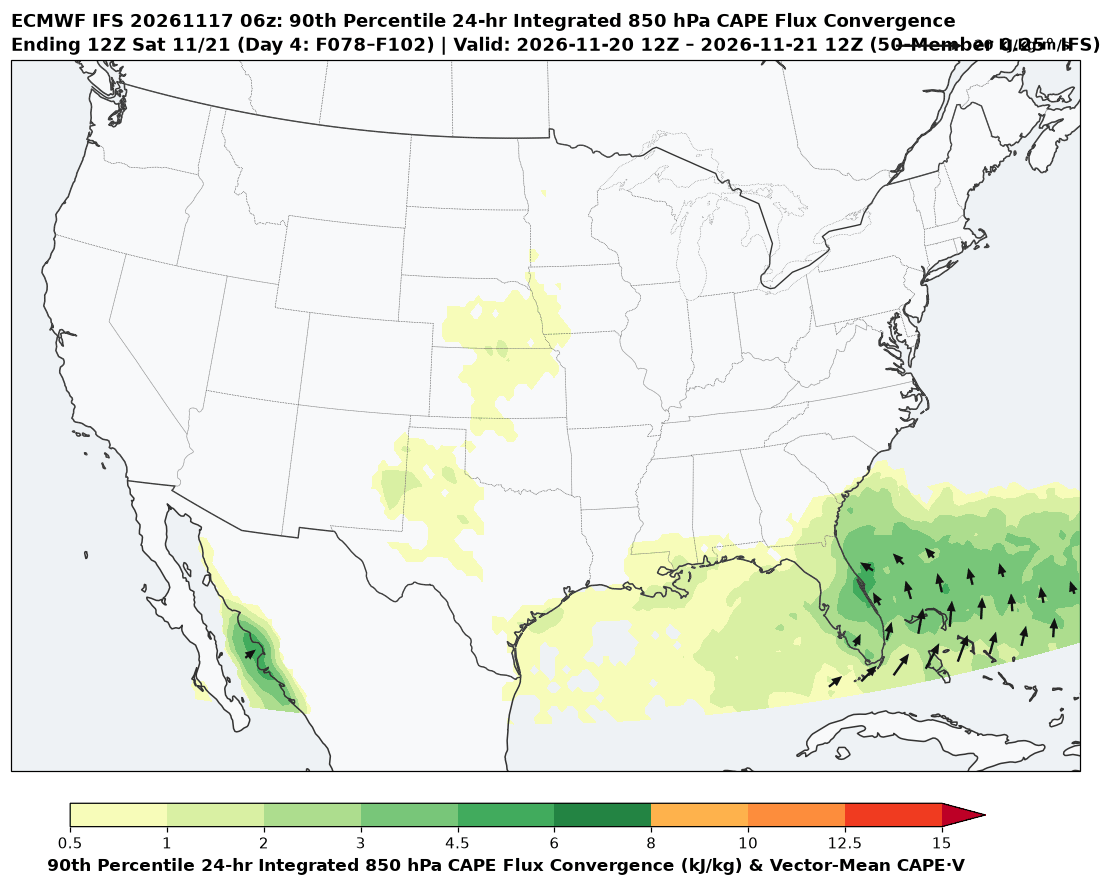 ECMWF IFS 20261117 06z: 90th Percentile 24-hr Integrated 850 hPa CAPE Flux Convergence
Ending 12Z Sat 11/21 (Day 4: F078–F102) | Valid: 2026-11-20 12Z – 2026-11-21 12Z (50-Member 0.25° IFS)
0.5 1 2 3 4.5 6 8 10 12.5 15
90th Percentile 24-hr Integrated 850 hPa CAPE Flux Convergence (kJ/kg) & Vector-Mean CAPE·V